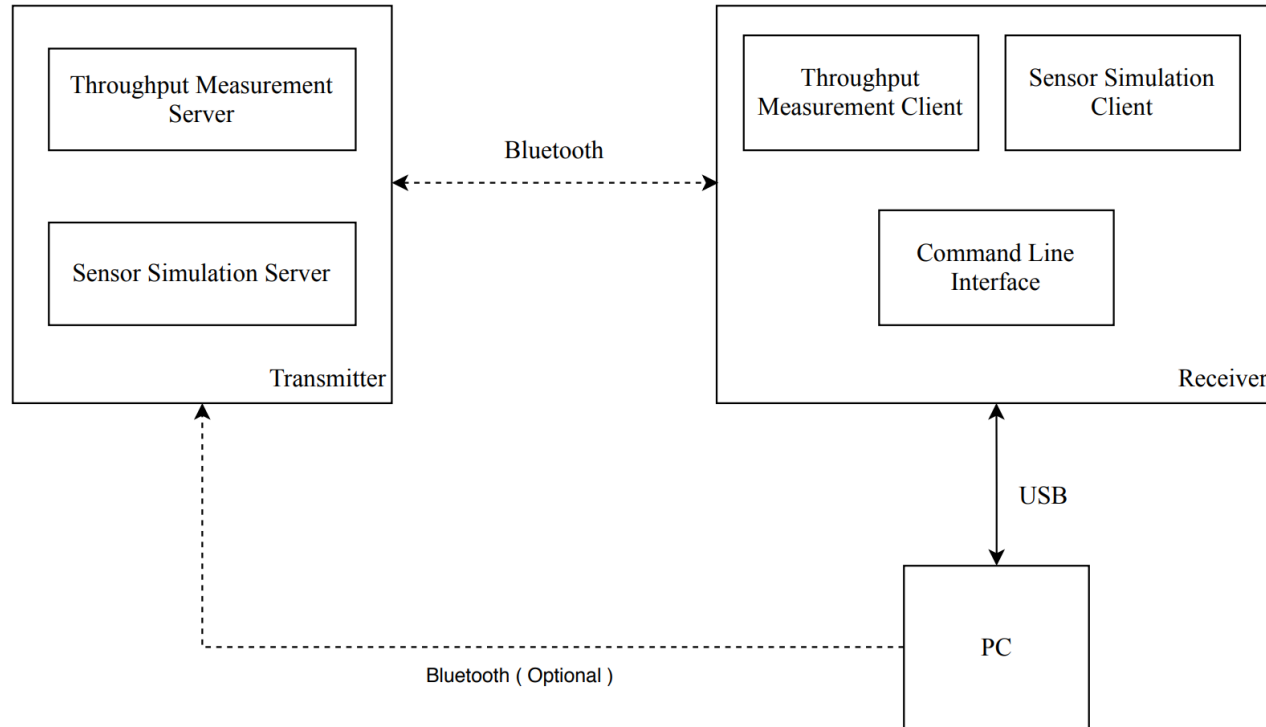 Throughput Measurement
Server
Sensor Simulation Server
Transmitter
Bluetooth
Throughput
Measurement Client
Sensor Simulation
Client
Command Line
Interface
Receiver
USB
PC
Bluetooth ( Optional )